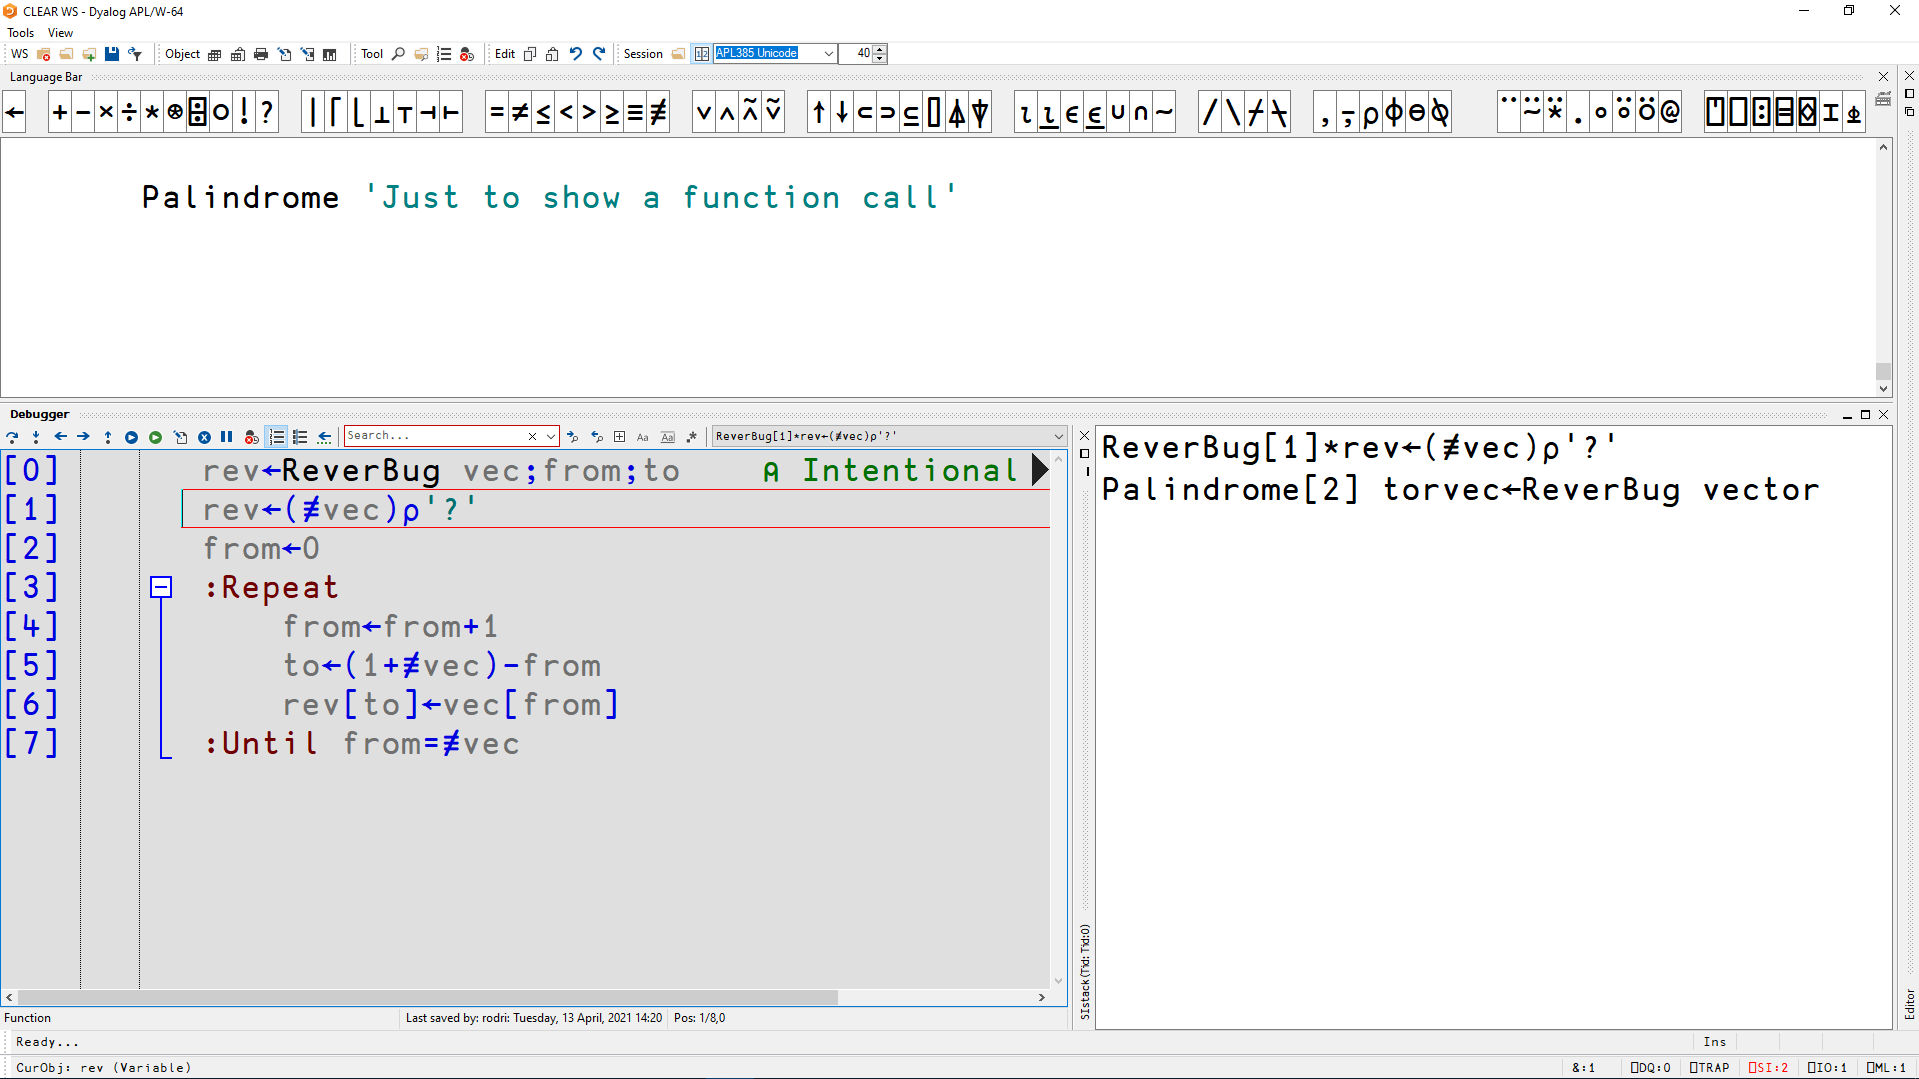 CLEAR WS - Dyalog APL/W-64
Tools View
WS Object Tool Edit Session APL385 Unicode 40
Language Bar
← + - × ÷ * ⍟ ⌹ ○ ! ? | ⌈ ⌊ ⊥ ⊤ ⊣ ⊢ = ≠ ≤ < > ≥ ≡ ≢ ∨ ∧ ⍲ ⍱ ↑ ↓ ⊂ ⊃ ⊆ ⌷ ⍋ ⍒ ⍳ ⍸ ∊ ⍷ ∪ ∩ ~ / \ ⌿ ⍀ , ⍪ ⍴ ⌽ ⊖ ⍉ ¨ ⍨ ⍣ . ∘ ⍤ ⍥ @ ⍞ ⎕ ⍠ ⌸ ⌺ ⌶ ⍎
Palindrome 'Just to show a function call'
Debugger
Search... ReverBug[1]*rev←(≢vec)⍴'?'
[0] rev←ReverBug vec;from;to ⍝ Intentional
[1] rev←(≢vec)⍴'?'
[2] from←0
[3] :Repeat
[4] from←from+1
[5] to←(1+≢vec)-from
[6] rev[to]←vec[from]
[7] :Until from=≢vec
ReverBug[1]*rev←(≢vec)⍴'?'
Palindrome[2] torvec←ReverBug vector
SIstack(Tid:Tid:0)
Editor
Function Last saved by: rodri: Tuesday, 13 April, 2021 14:20 Pos: 1/8,0
Ready... Ins
CurObj: rev (Variable) &:1 ⎕DQ:0 ⎕TRAP ⎕SI:2 ⎕IO:1 ⎕ML:1